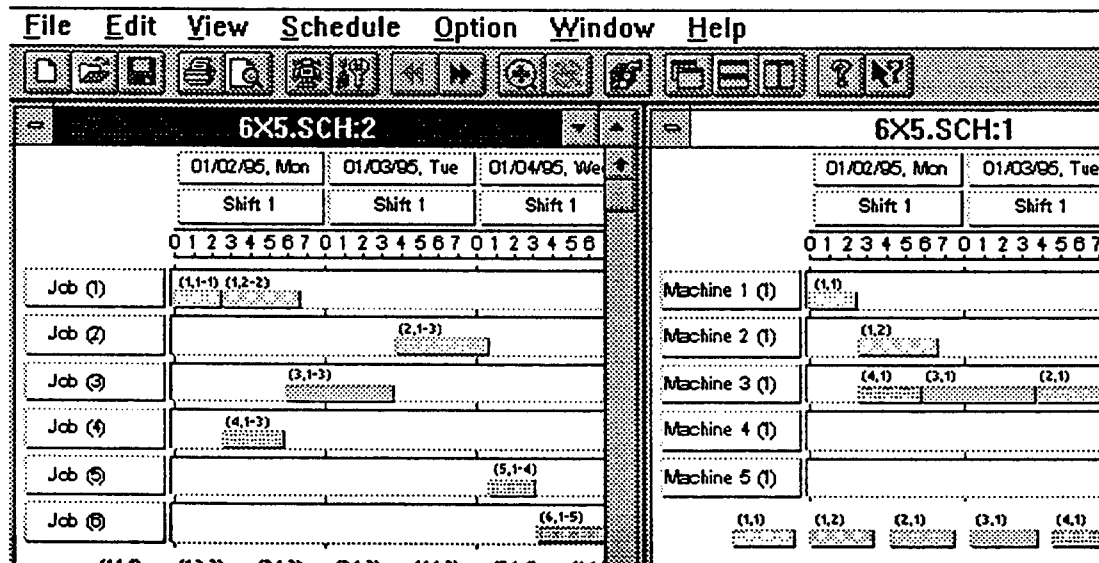 File Edit View Schedule Option Window Help
6X5.SCH:2
01/02/95, Mon 01/03/95, Tue 01/04/95, We
Shift 1 Shift 1 Shift 1
0 1 2 3 4 5 6 7 0 1 2 3 4 5 6 7 0 1 2 3 4 5 6
Job (1) (1,1-1) (1,2-2)
Job (2) (2,1-3)
Job (3) (3,1-3)
Job (4) (4,1-3)
Job (5) (5,1-4)
Job (6) (6,1-5)
6X5.SCH:1
01/02/95, Mon 01/03/95, Tue
Shift 1 Shift 1
0 1 2 3 4 5 6 7 0 1 2 3 4 5 6 7
Machine 1 (1) (1,1)
Machine 2 (1) (1,2)
Machine 3 (1) (4,1) (3,1) (2,1)
Machine 4 (1)
Machine 5 (1)
(1,1) (1,2) (2,1) (3,1) (4,1)